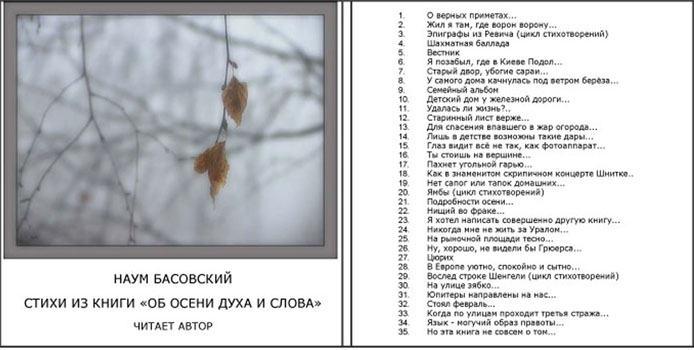 НАУМ БАСОВСКИЙ
СТИХИ ИЗ КНИГИ «ОБ ОСЕНИ ДУХА И СЛОВА»
ЧИТАЕТ АВТОР
1. О верных приметах...
2. Жил я там, где ворон ворону...
3. Эпиграфы из Ревича (цикл стихотворений)
4. Шахматная баллада
5. Вестник
6. Я позабыл, где в Киеве Подол...
7. Старый двор, убогие сараи...
8. У самого дома качнулась под ветром берёза...
9. Семейный альбом
10. Детский дом у железной дороги...
11. Удалась ли жизнь?..
12. Старинный лист верже...
13. Для спасения впавшего в жар огорода...
14. Лишь в детстве возможны такие дары...
15. Глаз видит всё не так, как фотоаппарат...
16. Ты стоишь на вершине...
17. Пахнет угольной гарью...
18. Как в знаменитом скрипичном концерте Шнитке..
19. Нет сапог или тапок домашних...
20. Ямбы (цикл стихотворений)
21. Подробности осени...
22. Нищий во фраке...
23. Я хотел написать совершенно другую книгу...
24. Никогда мне не жить за Уралом...
25. На рыночной площади тесно...
26. Ну, хорошо, не видели бы Грюерса...
27. Цюрих
28. В Европе уютно, спокойно и сытно...
29. Вослед строке Шенгели (цикл стихотворений)
30. На улице зябко...
31. Юпитеры направлены на нас...
32. Стоял февраль...
33. Когда по улицам проходит третья стража...
34. Язык - могучий образ правоты...
35. Но эта книга не совсем о том...